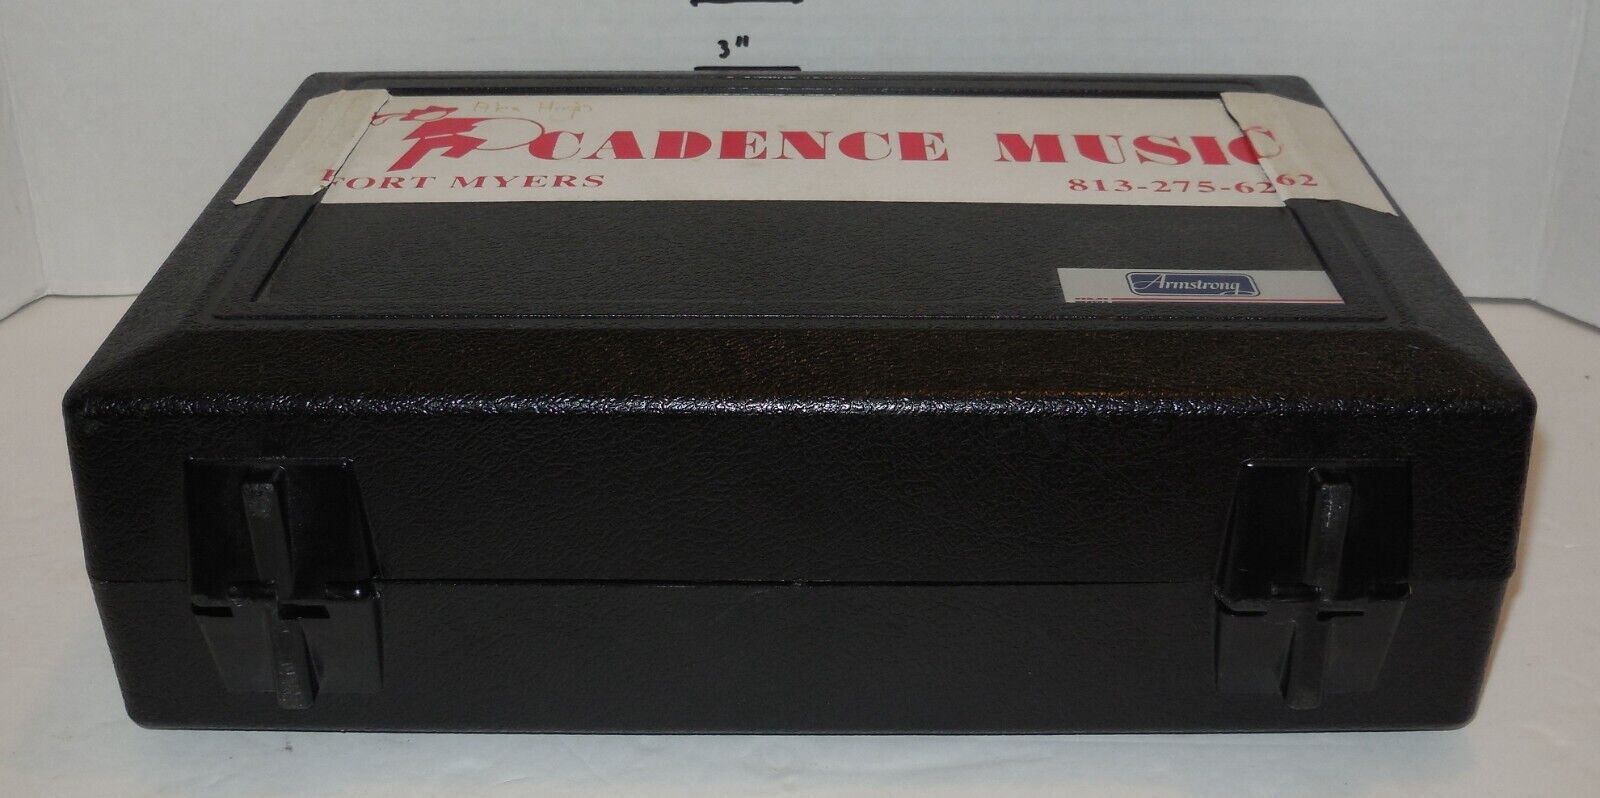 3"
CADENCE MUSIC
FORT MYERS
813-275-6262
Armstrong